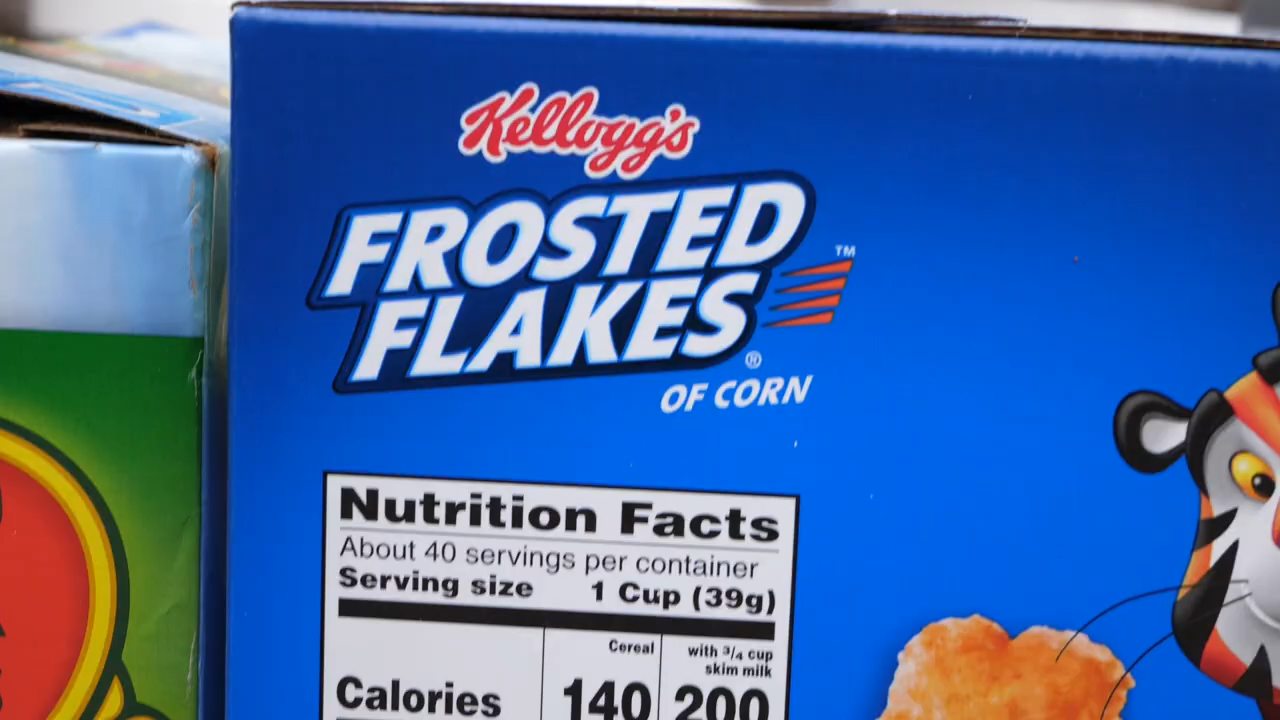 Kellogg's
FROSTED
FLAKES
™
®
OF CORN
Nutrition Facts
About 40 servings per container
Serving size 1 Cup (39g)
Cereal with 3/4 cup
skim milk
Calories 140 200